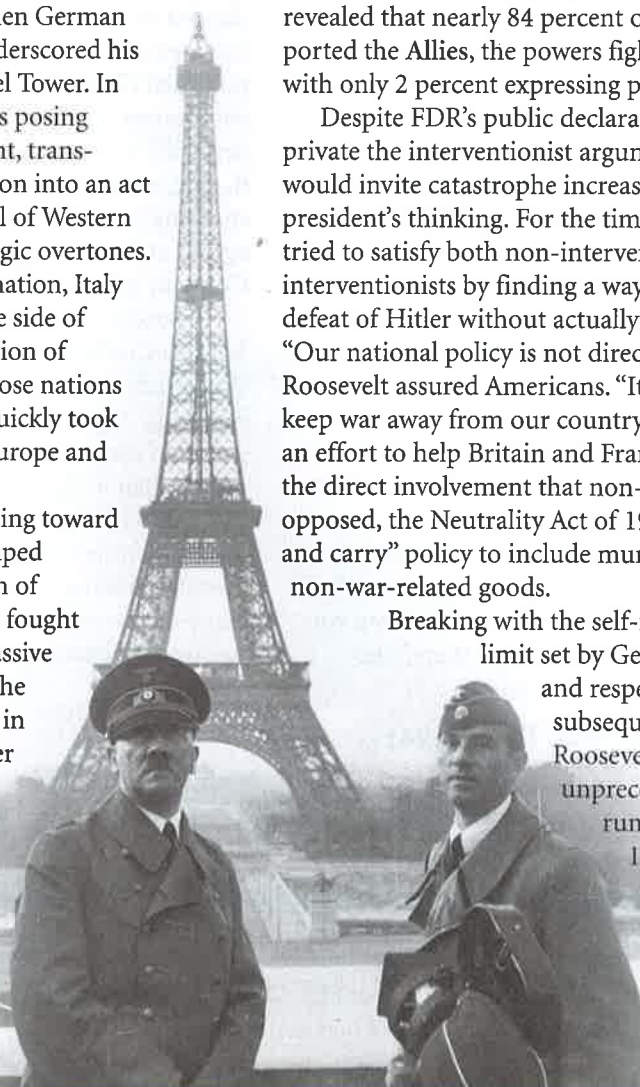 en German
derscored his
el Tower. In
s posing
nt, trans-
on into an act
l of Western
gic overtones.
nation, Italy
e side of
ion of
ose nations
uickly took
urope and
ing toward
ped
n of
fought
assive
he
in
er
revealed that nearly 84 percent o
ported the Allies, the powers figh
with only 2 percent expressing p
Despite FDR’s public declara
private the interventionist argum
would invite catastrophe increas
president’s thinking. For the tim
tried to satisfy both non-interve
interventionists by finding a way
defeat of Hitler without actually
“Our national policy is not direc
Roosevelt assured Americans. “It
keep war away from our country
an effort to help Britain and Fran
the direct involvement that non-
opposed, the Neutrality Act of 19
and carry” policy to include mun
non-war-related goods.
Breaking with the self-
limit set by Ge
and respe
subsequ
Rooseve
unprece
run